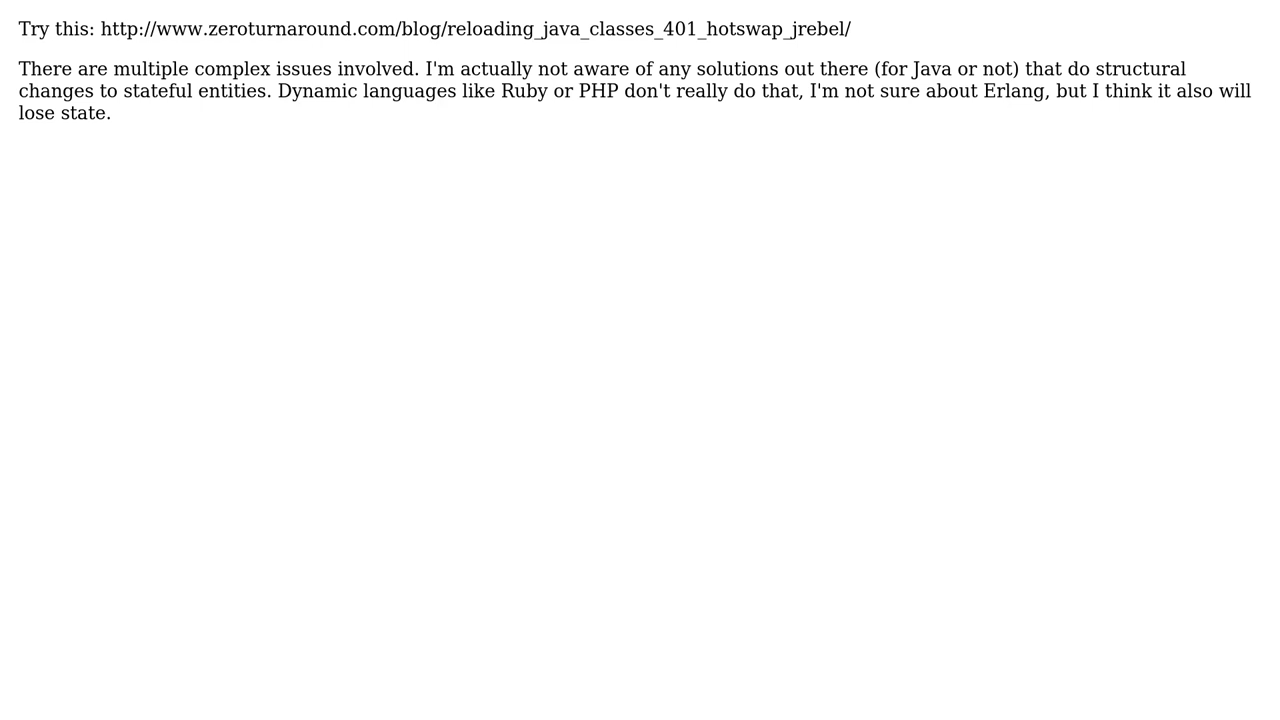 Try this: http://www.zeroturnaround.com/blog/reloading_java_classes_401_hotswap_jrebel/
There are multiple complex issues involved. I'm actually not aware of any solutions out there (for Java or not) that do structural
changes to stateful entities. Dynamic languages like Ruby or PHP don't really do that, I'm not sure about Erlang, but I think it also will
lose state.